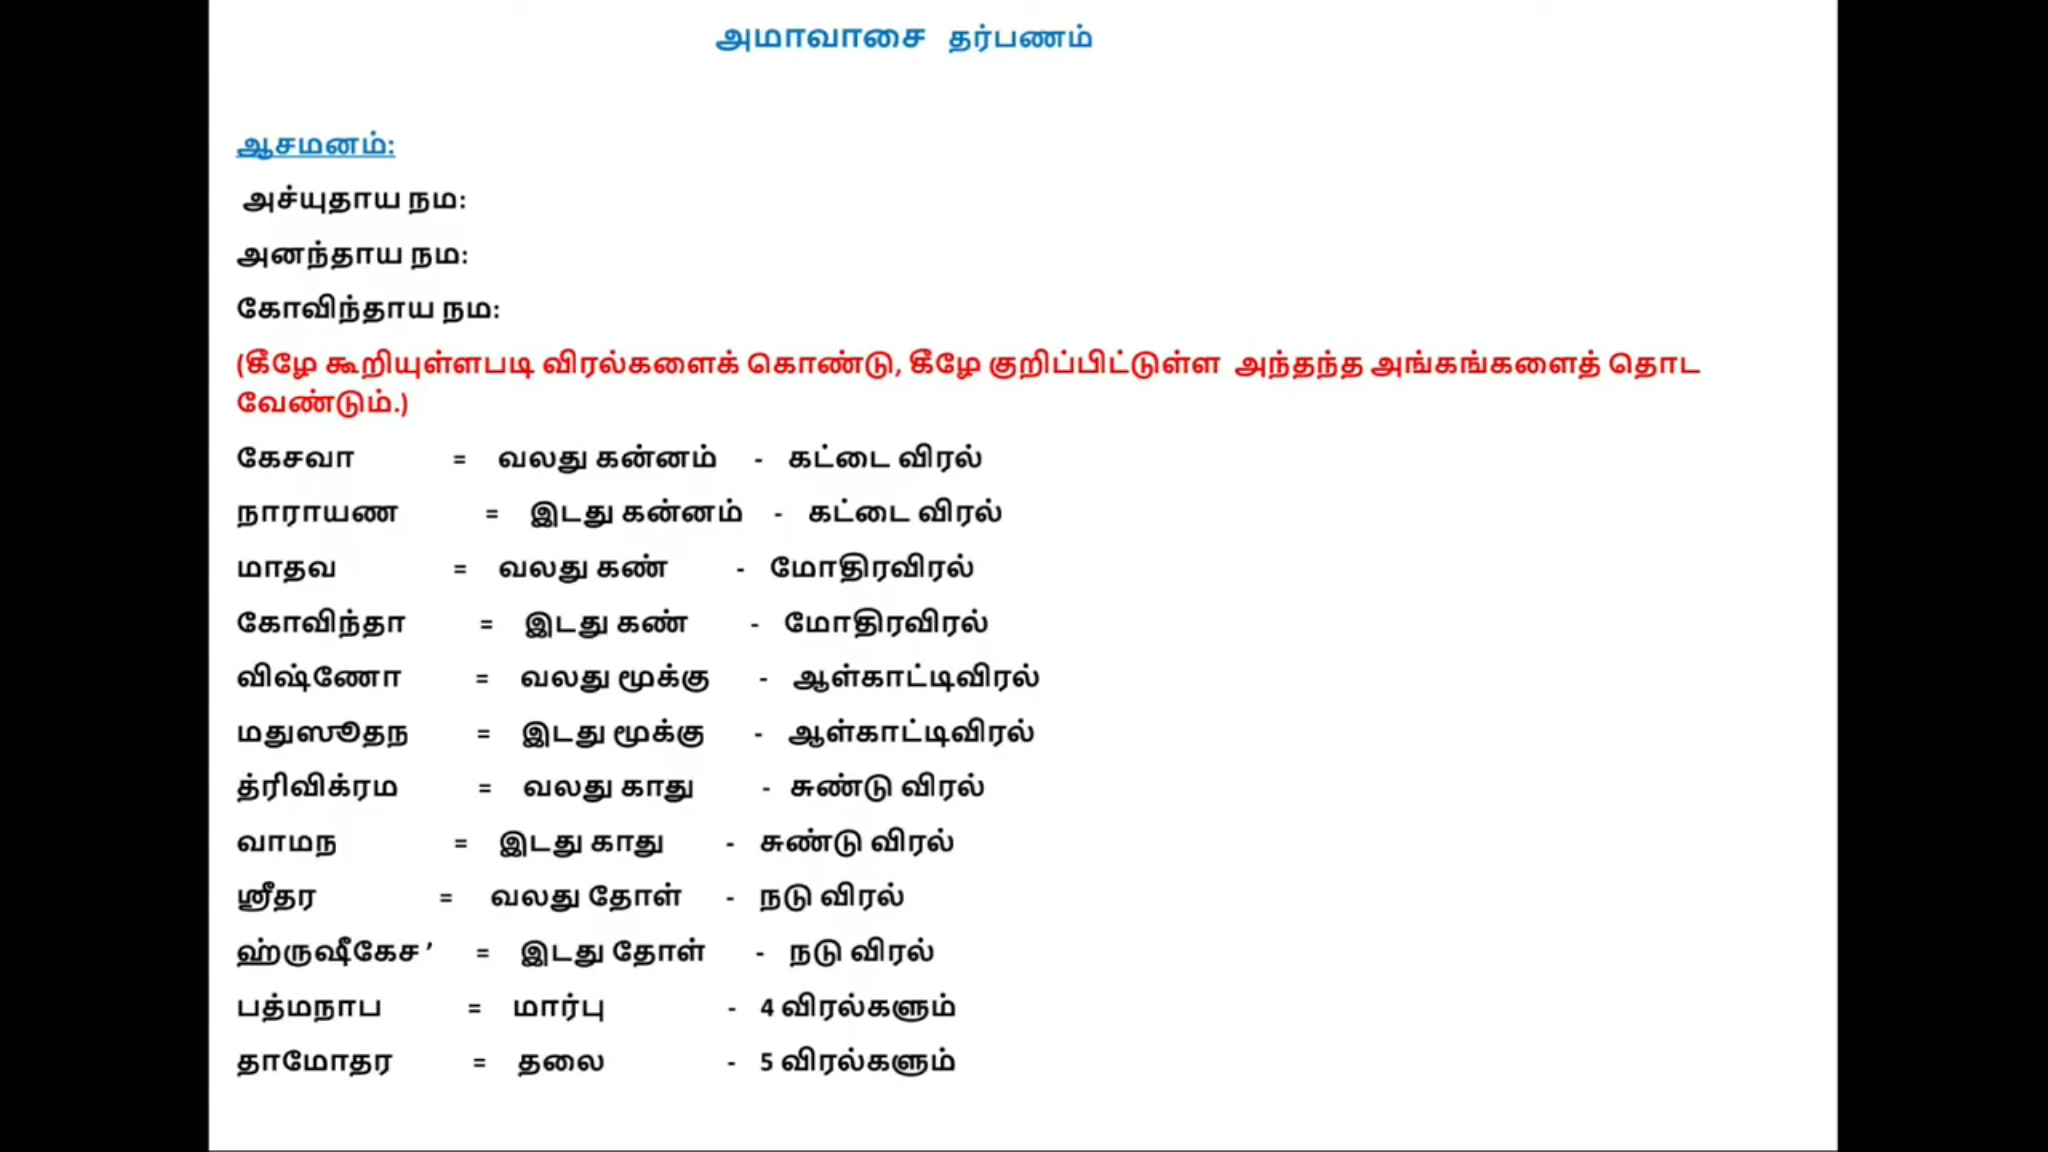 அமாவாசை தர்பணம்
ஆசமனம்:
அச்யுதாய நம:
அனந்தாய நம:
கோவிந்தாய நம:
(கீழே கூறியுள்ளபடி விரல்களைக் கொண்டு, கீழே குறிப்பிட்டுள்ள அந்தந்த அங்கங்களைத் தொட
வேண்டும்.)
கேசவா = வலது கன்னம் - கட்டை விரல்
நாராயண = இடது கன்னம் - கட்டை விரல்
மாதவ = வலது கண் - மோதிரவிரல்
கோவிந்தா = இடது கண் - மோதிரவிரல்
விஷ்ணோ = வலது மூக்கு - ஆள்காட்டிவிரல்
மதுஸூதந = இடது மூக்கு - ஆள்காட்டிவிரல்
த்ரிவிக்ரம = வலது காது - சுண்டு விரல்
வாமந = இடது காது - சுண்டு விரல்
ஸ்ரீதர = வலது தோள் - நடு விரல்
ஹ்ருஷீகேச’ = இடது தோள் - நடு விரல்
பத்மநாப = மார்பு - 4 விரல்களும்
தாமோதர = தலை - 5 விரல்களும்